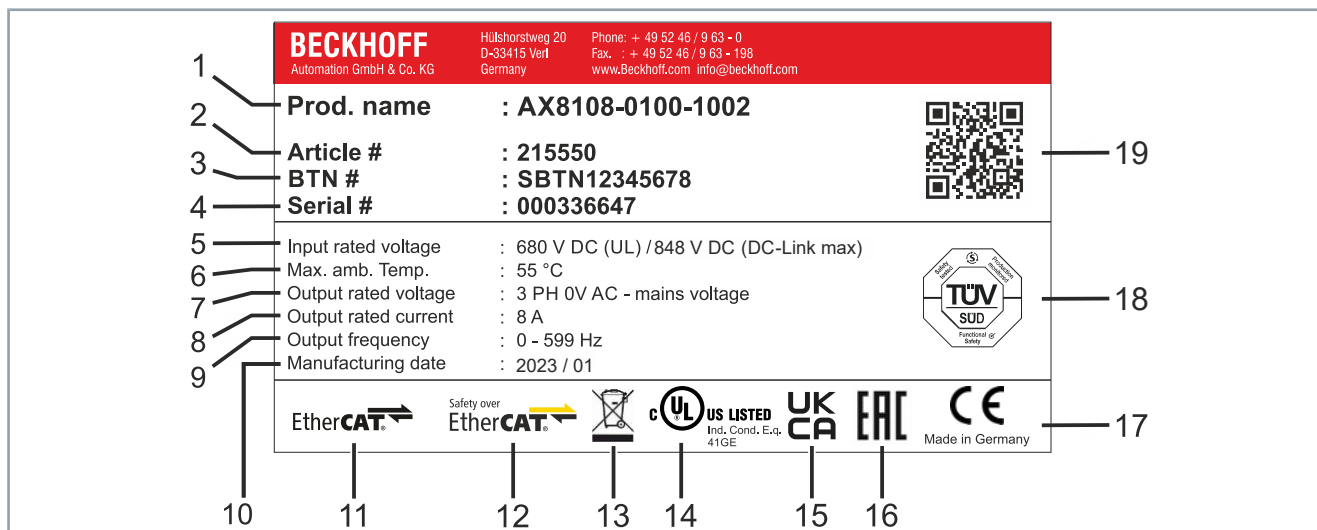 BECKHOFF
Automation GmbH & Co. KG
Hülshorstweg 20
D-33415 Verl
Germany
Phone: + 49 52 46 / 9 63 - 0
Fax. : + 49 52 46 / 9 63 - 198
www.Beckhoff.com info@beckhoff.com
1
Prod. name : AX8108-0100-1002
2
Article # : 215550
3
BTN # : SBTN12345678
4
Serial # : 000336647
19
5
Input rated voltage : 680 V DC (UL) / 848 V DC (DC-Link max)
6
Max. amb. Temp. : 55 °C
7
Output rated voltage : 3 PH 0V AC - mains voltage
8
Output rated current : 8 A
9
Output frequency : 0 - 599 Hz
10
Manufacturing date : 2023 / 01
Safety tested
S
Production monitored
TÜV
SÜD
Functional Safety
18
EtherCAT®
Safety over
EtherCAT®
C UL® US LISTED
Ind. Cond. E.q.
41GE
UK
CA
EAC
CE
Made in Germany
17
11 12 13 14 15 16